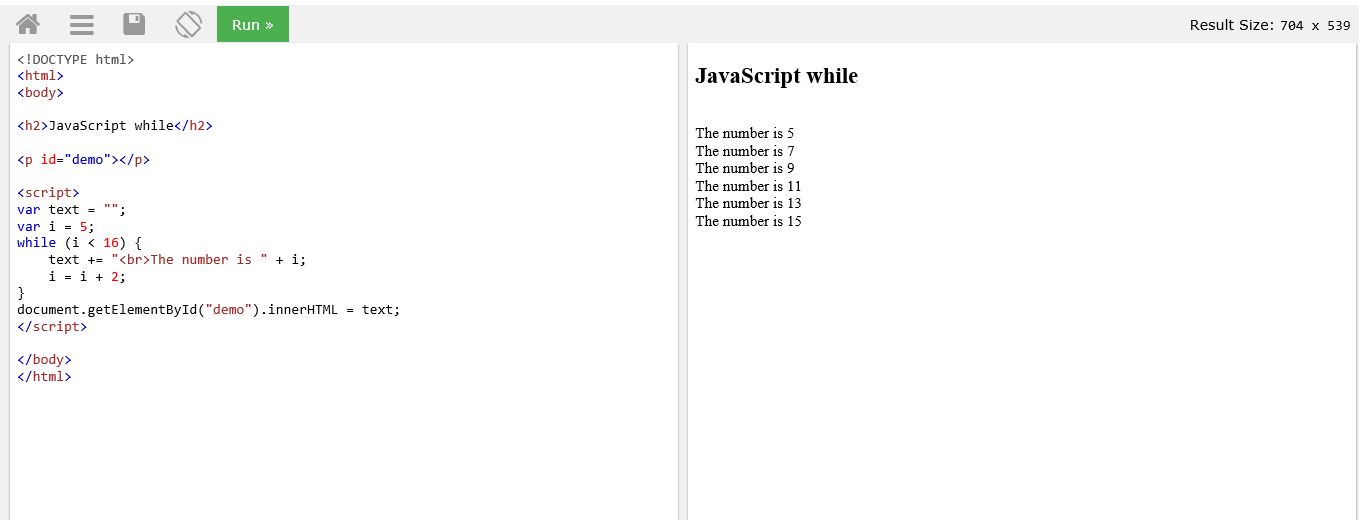 Run »
Result Size: 704 x 539
<!DOCTYPE html>
<html>
<body>
<h2>JavaScript while</h2>
<p id="demo"></p>
<script>
var text = "";
var i = 5;
while (i < 16) {
    text += "<br>The number is " + i;
    i = i + 2;
}
document.getElementById("demo").innerHTML = text;
</script>
</body>
</html>
JavaScript while
The number is 5
The number is 7
The number is 9
The number is 11
The number is 13
The number is 15